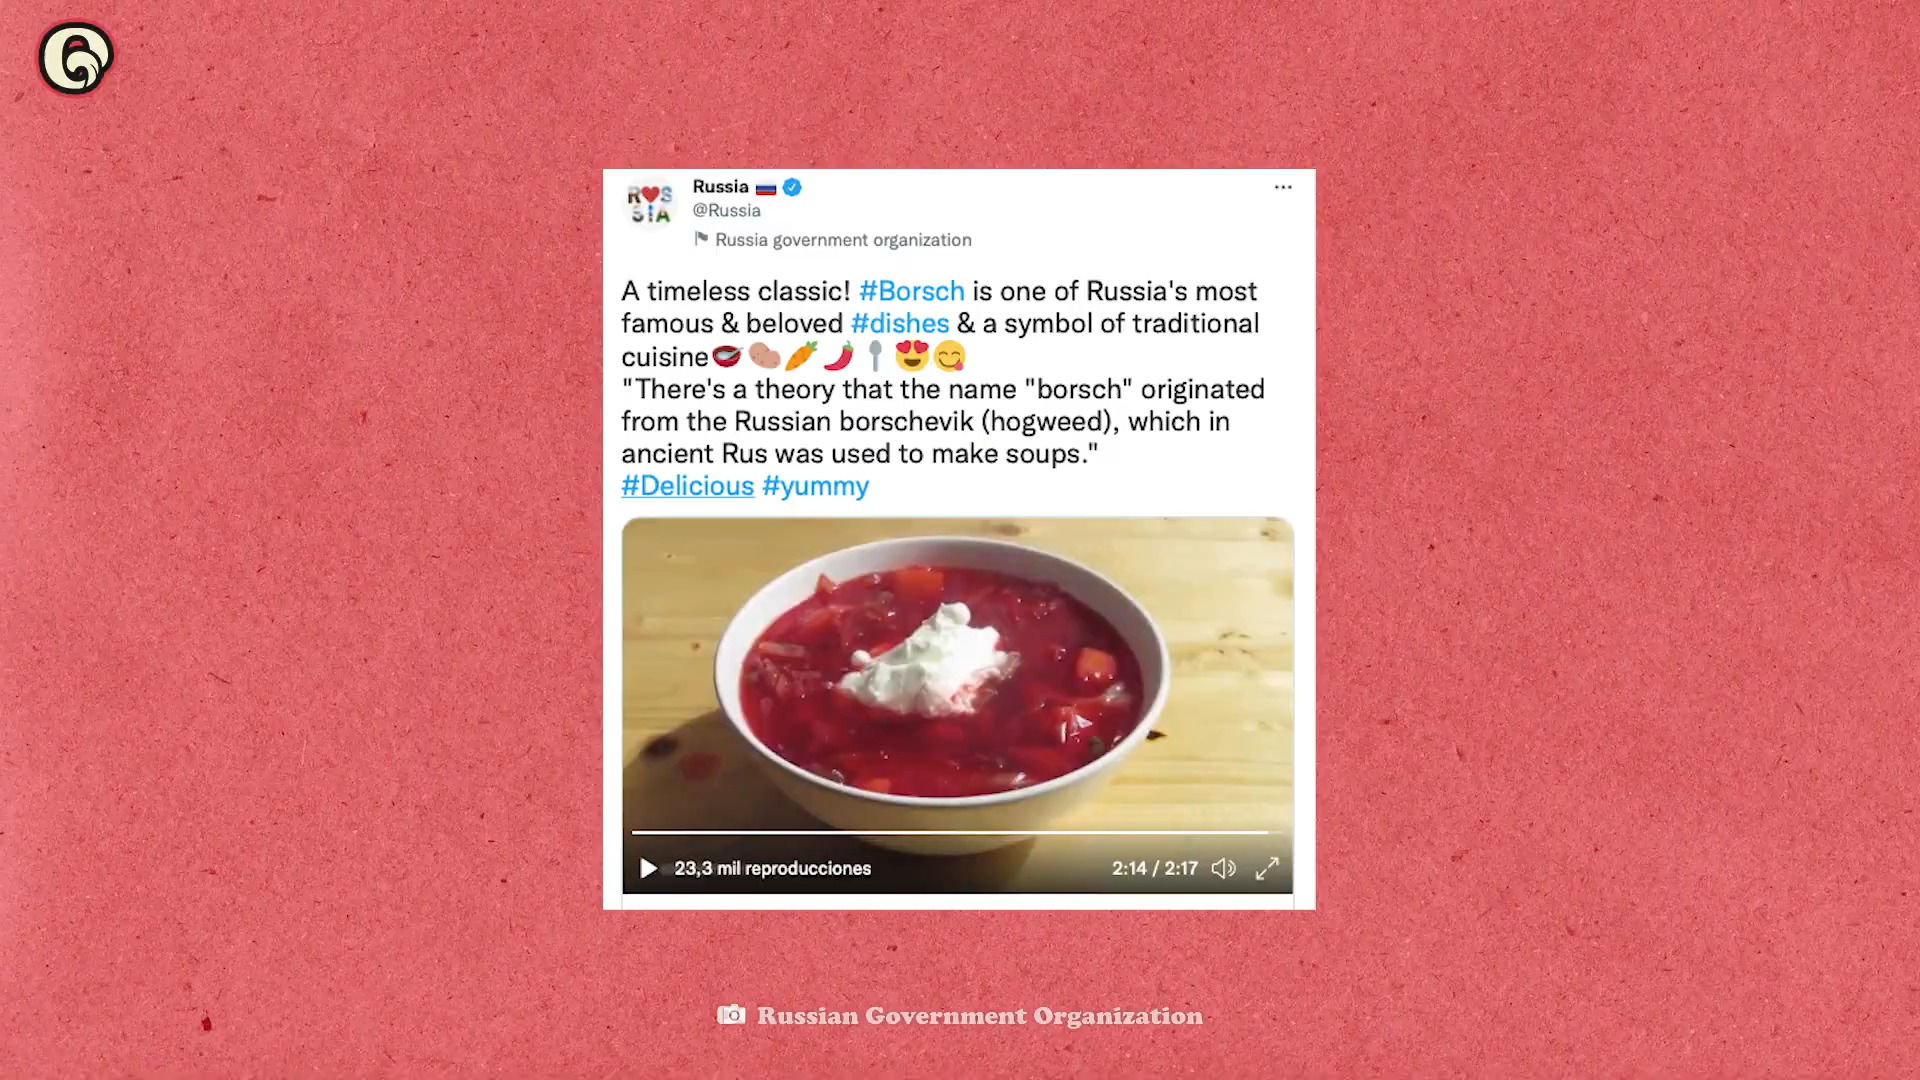 Russia 🇷🇺
@Russia
Russia government organization
A timeless classic! #Borsch is one of Russia's most
famous & beloved #dishes & a symbol of traditional
cuisine🥣🥔🥕🌶️🥄😍😋
"There's a theory that the name "borsch" originated
from the Russian borschevik (hogweed), which in
ancient Rus was used to make soups."
#Delicious #yummy
23,3 mil reproducciones 2:14 / 2:17
Russian Government Organization